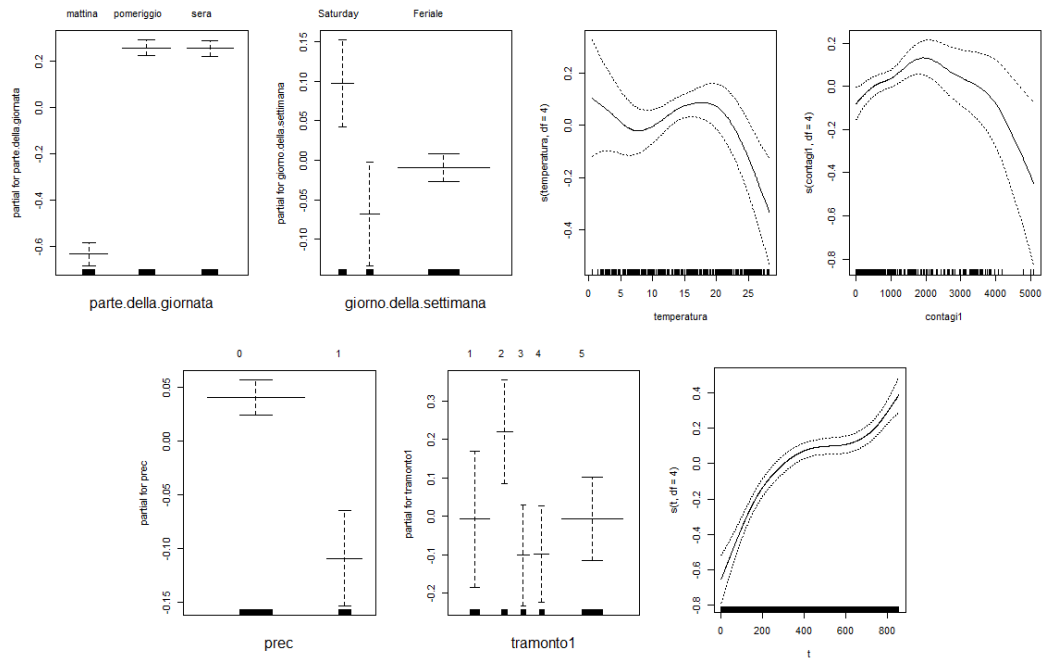 mattina pomeriggio sera
partial for parte.della.giornata
0.2
0.0
-0.2
-0.4
-0.6
parte.della.giornata
Saturday Feriale
partial for giorno.della.settimana
0.15
0.10
0.05
0.00
-0.05
-0.10
giorno.della.settimana
s(temperatura, df = 4)
0.2
0.0
-0.2
-0.4
0 5 10 15 20 25
temperatura
s(contagi1, df = 4)
0.2
0.0
-0.2
-0.4
-0.6
-0.8
0 1000 2000 3000 4000 5000
contagi1
0 1
partial for prec
0.05
0.00
-0.05
-0.10
-0.15
prec
1 2 3 4 5
partial for tramonto1
0.3
0.2
0.1
0.0
-0.1
-0.2
tramonto1
s(t, df = 4)
0.4
0.2
0.0
-0.2
-0.4
-0.6
-0.8
0 200 400 600 800
t